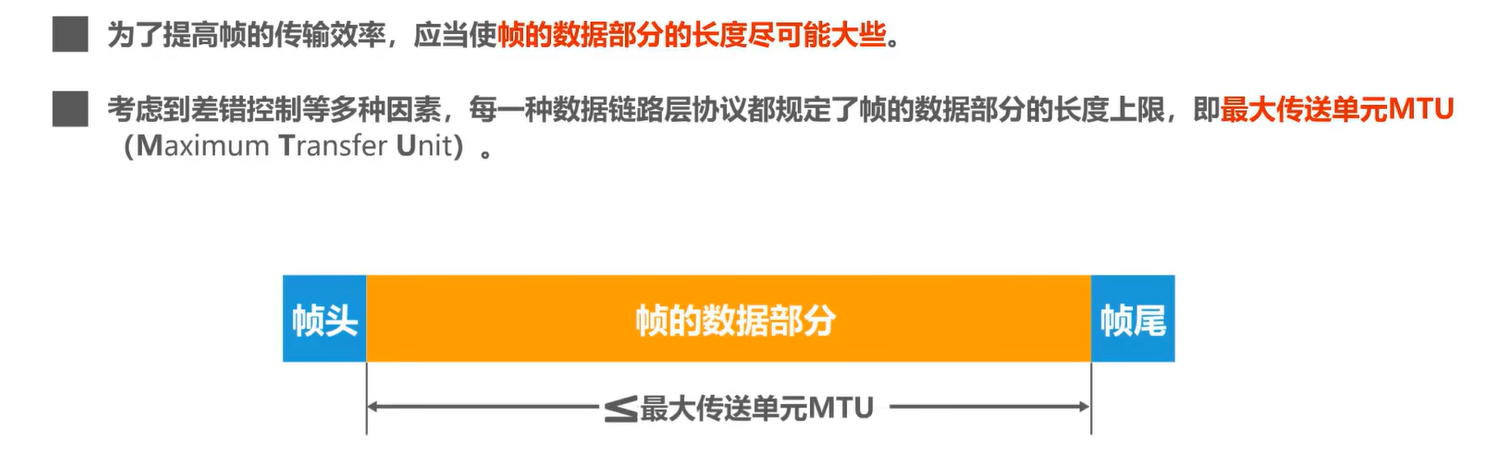 为了提高帧的传输效率，应当使帧的数据部分的长度尽可能大些。
考虑到差错控制等多种因素，每一种数据链路层协议都规定了帧的数据部分的长度上限，即最大传送单元MTU
（Maximum Transfer Unit）。
帧头 帧的数据部分 帧尾
≦最大传送单元MTU